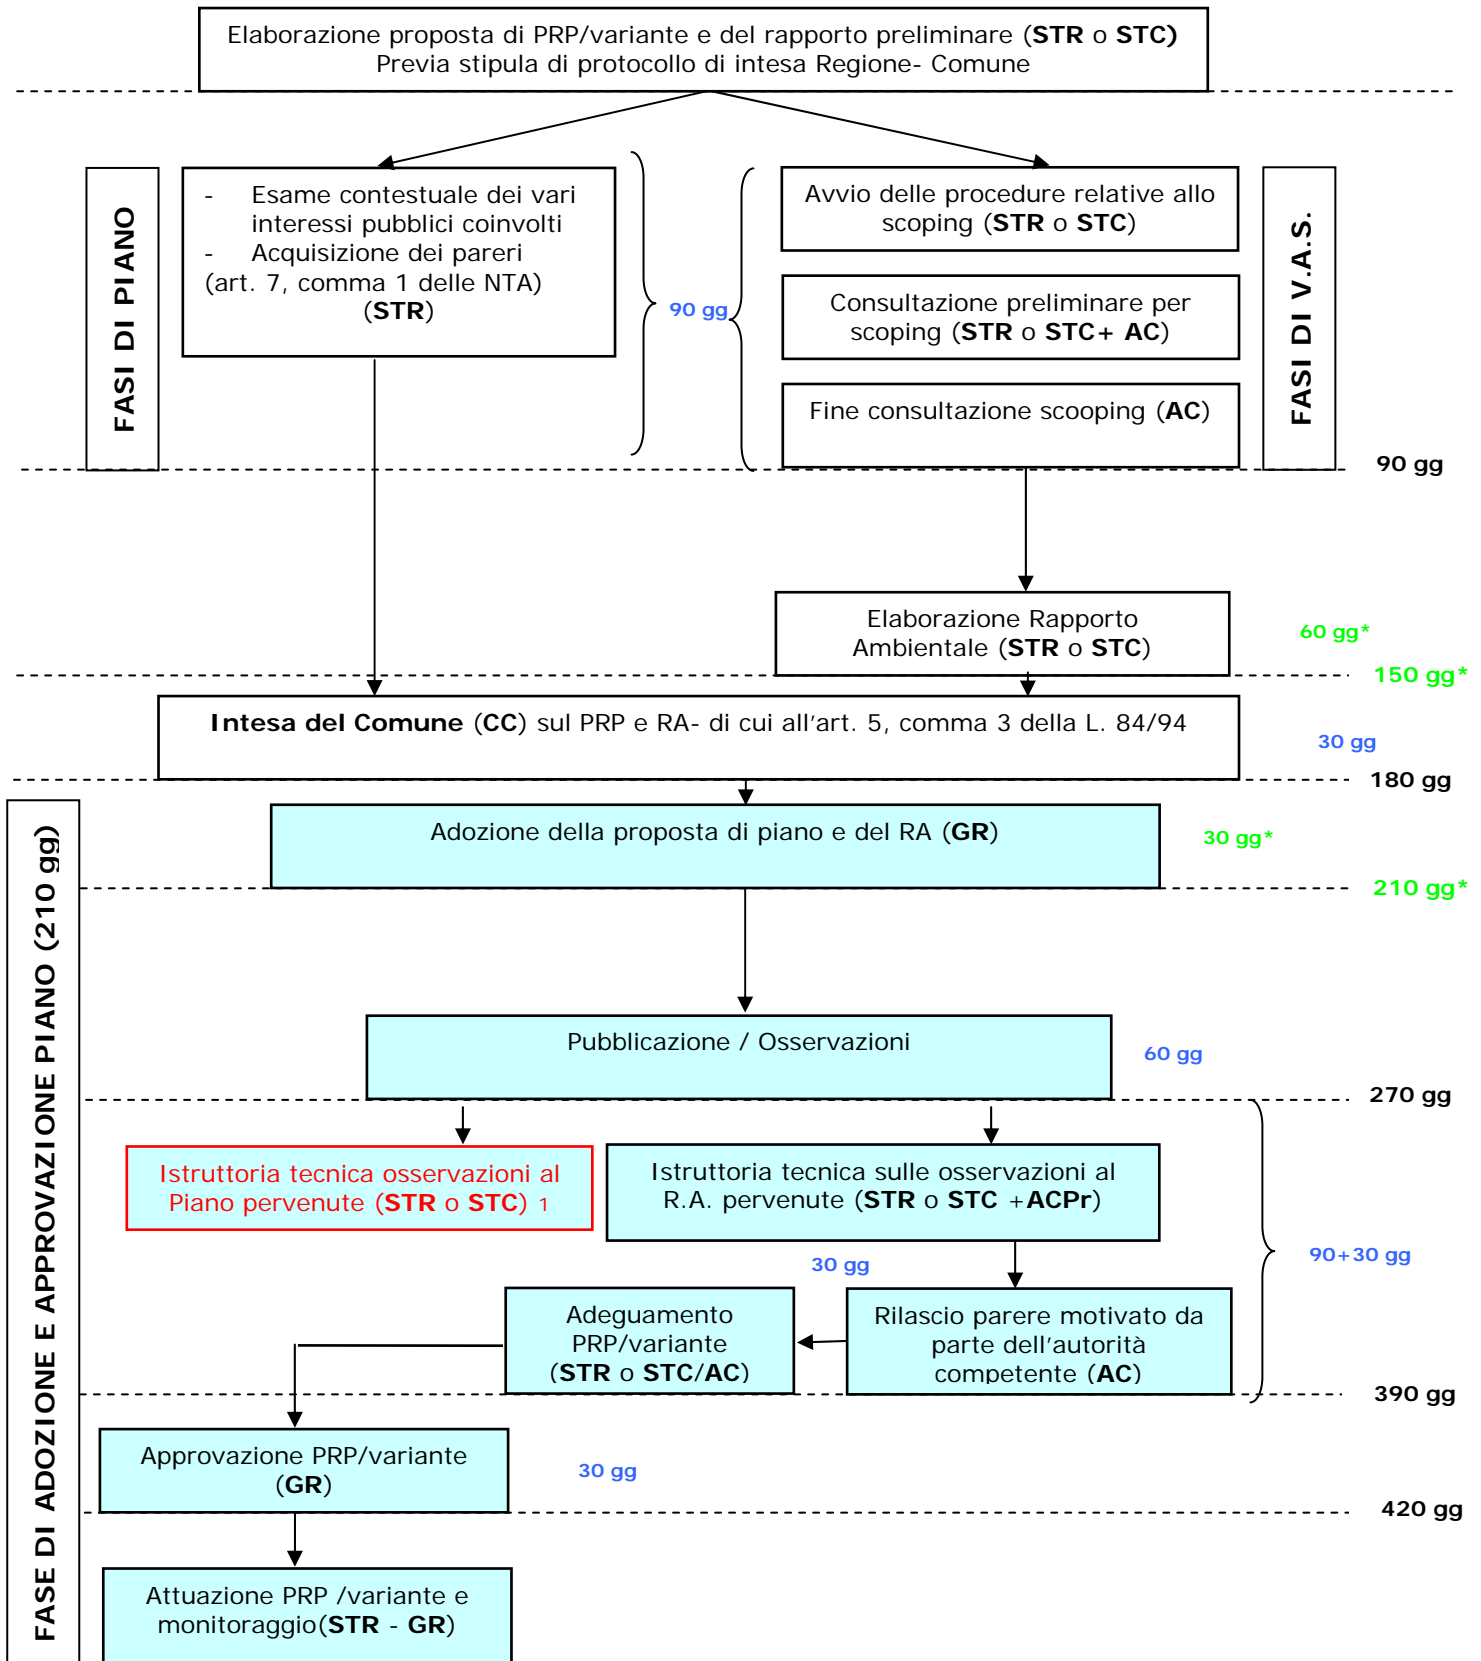 Elaborazione proposta di PRP/variante e del rapporto preliminare (STR o STC)
Previa stipula di protocollo di intesa Regione- Comune
FASI DI PIANO
- Esame contestuale dei vari
interessi pubblici coinvolti
- Acquisizione dei pareri
(art. 7, comma 1 delle NTA)
(STR)
90 gg
Avvio delle procedure relative allo
scoping (STR o STC)
Consultazione preliminare per
scoping (STR o STC+ AC)
Fine consultazione scooping (AC)
FASI DI V.A.S.
90 gg
Elaborazione Rapporto
Ambientale (STR o STC)
60 gg*
150 gg*
Intesa del Comune (CC) sul PRP e RA- di cui all'art. 5, comma 3 della L. 84/94
30 gg
180 gg
FASE DI ADOZIONE E APPROVAZIONE PIANO (210 gg)
Adozione della proposta di piano e del RA (GR)
30 gg*
210 gg*
Pubblicazione / Osservazioni
60 gg
270 gg
Istruttoria tecnica osservazioni al
Piano pervenute (STR o STC) 1
Istruttoria tecnica sulle osservazioni al
R.A. pervenute (STR o STC +ACPr)
90+30 gg
30 gg
Adeguamento
PRP/variante
(STR o STC/AC)
Rilascio parere motivato da
parte dell'autorità
competente (AC)
390 gg
Approvazione PRP/variante
(GR)
30 gg
420 gg
Attuazione PRP /variante e
monitoraggio(STR - GR)